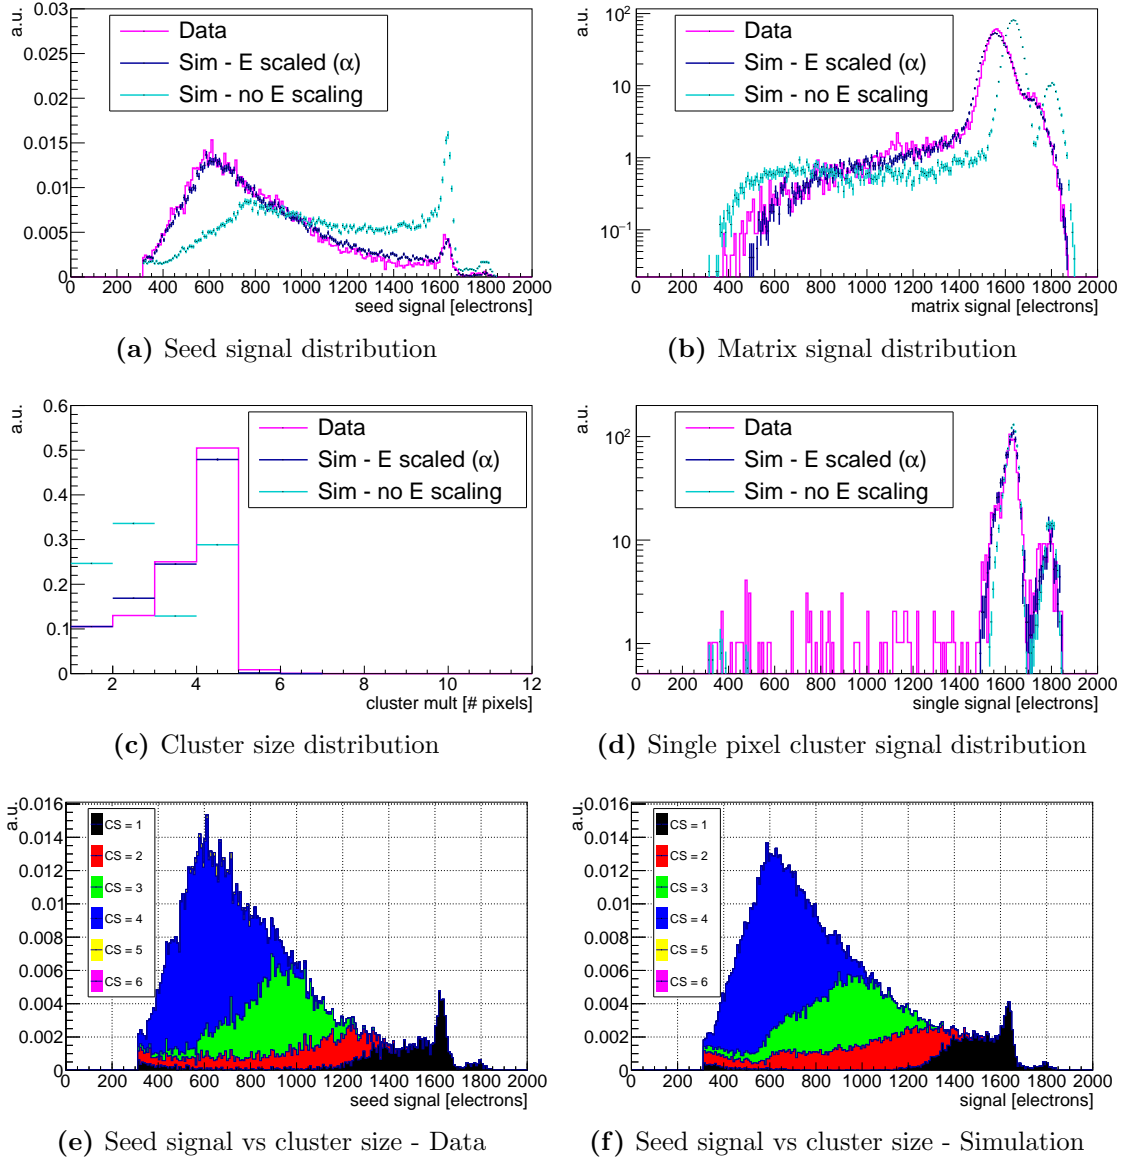 a.u.
0.03
0.025
0.02
0.015
0.01
0.005
0
Data
Sim - E scaled (α)
Sim - no E scaling
0 200 400 600 800 1000 1200 1400 1600 1800 2000
seed signal [electrons]
(a) Seed signal distribution
a.u.
10²
10
1
10⁻¹
Data
Sim - E scaled (α)
Sim - no E scaling
0 200 400 600 800 1000 1200 1400 1600 1800 2000
matrix signal [electrons]
(b) Matrix signal distribution
a.u.
0.6
0.5
0.4
0.3
0.2
0.1
0
Data
Sim - E scaled (α)
Sim - no E scaling
2 4 6 8 10 12
cluster mult [# pixels]
(c) Cluster size distribution
a.u.
10²
10
1
Data
Sim - E scaled (α)
Sim - no E scaling
0 200 400 600 800 1000 1200 1400 1600 1800 2000
single signal [electrons]
(d) Single pixel cluster signal distribution
a.u.
0.016
0.014
0.012
0.01
0.008
0.006
0.004
0.002
0
CS = 1
CS = 2
CS = 3
CS = 4
CS = 5
CS = 6
0 200 400 600 800 1000 1200 1400 1600 1800 2000
seed signal [electrons]
(e) Seed signal vs cluster size - Data
a.u.
0.016
0.014
0.012
0.01
0.008
0.006
0.004
0.002
0
CS = 1
CS = 2
CS = 3
CS = 4
CS = 5
CS = 6
0 200 400 600 800 1000 1200 1400 1600 1800 2000
signal [electrons]
(f) Seed signal vs cluster size - Simulation